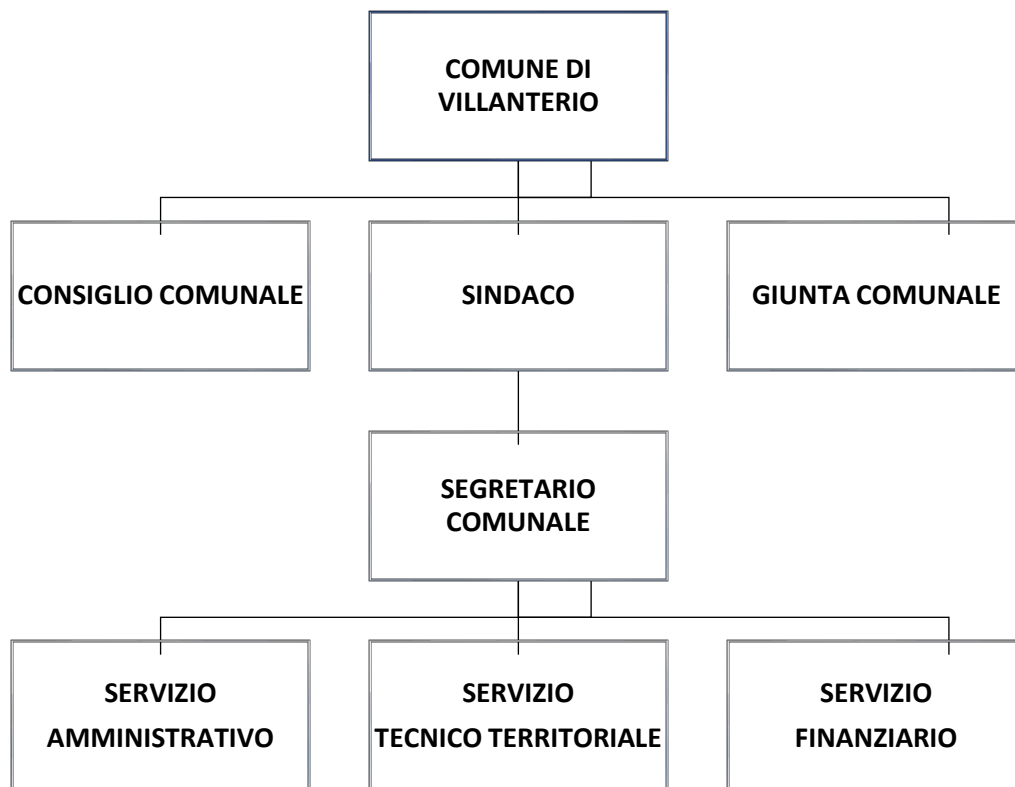 COMUNE DI
VILLANTERIO
CONSIGLIO COMUNALE
SINDACO
GIUNTA COMUNALE
SEGRETARIO
COMUNALE
SERVIZIO
AMMINISTRATIVO
SERVIZIO
TECNICO TERRITORIALE
SERVIZIO
FINANZIARIO